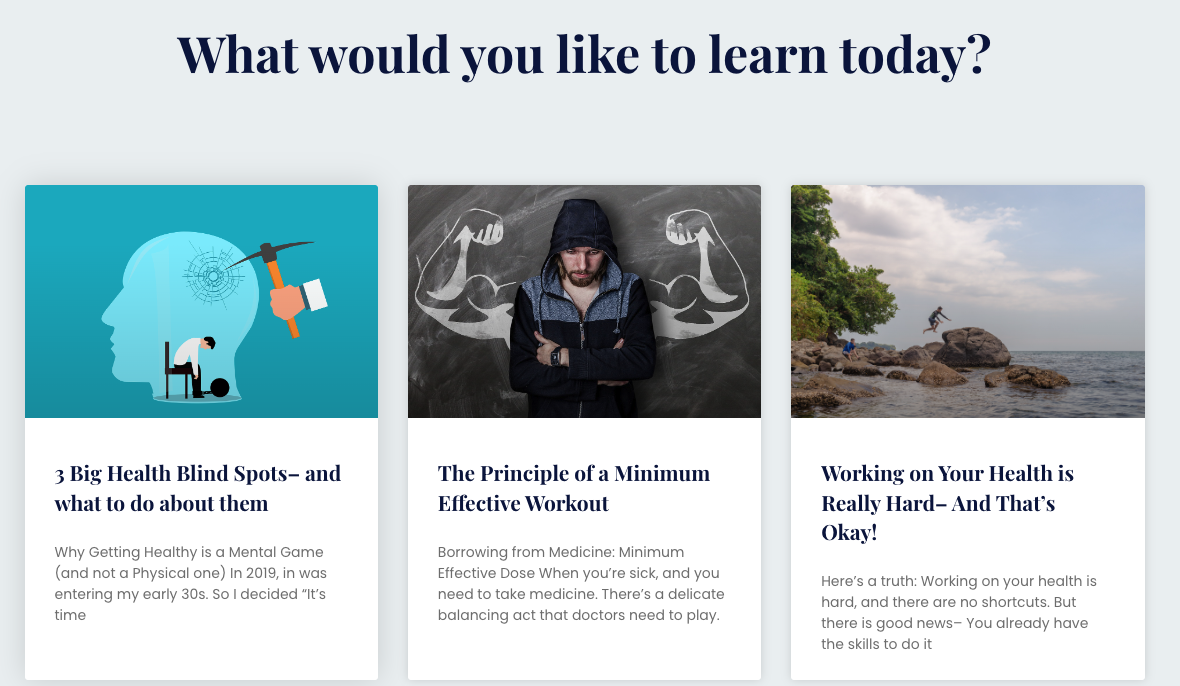 What would you like to learn today?
3 Big Health Blind Spots– and
what to do about them
Why Getting Healthy is a Mental Game
(and not a Physical one) In 2019, in was
entering my early 30s. So I decided “It’s
time
The Principle of a Minimum
Effective Workout
Borrowing from Medicine: Minimum
Effective Dose When you’re sick, and you
need to take medicine. There’s a delicate
balancing act that doctors need to play.
Working on Your Health is
Really Hard– And That’s
Okay!
Here’s a truth: Working on your health is
hard, and there are no shortcuts. But
there is good news– You already have
the skills to do it